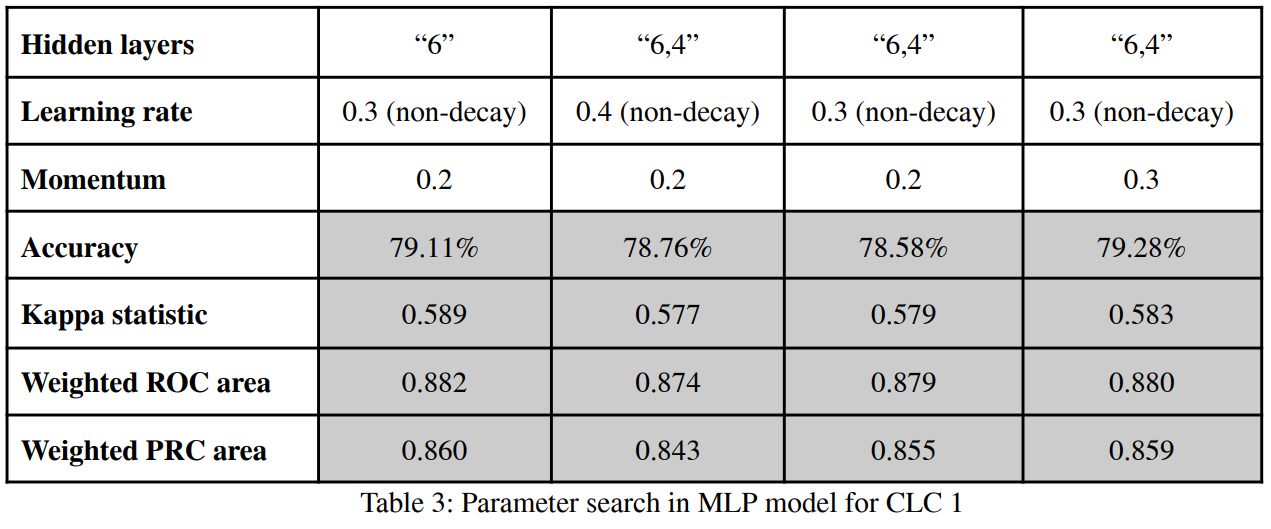 Hidden layers “6” “6,4” “6,4” “6,4”
Learning rate 0.3 (non-decay) 0.4 (non-decay) 0.3 (non-decay) 0.3 (non-decay)
Momentum 0.2 0.2 0.2 0.3
Accuracy 79.11% 78.76% 78.58% 79.28%
Kappa statistic 0.589 0.577 0.579 0.583
Weighted ROC area 0.882 0.874 0.879 0.880
Weighted PRC area 0.860 0.843 0.855 0.859
Table 3: Parameter search in MLP model for CLC 1